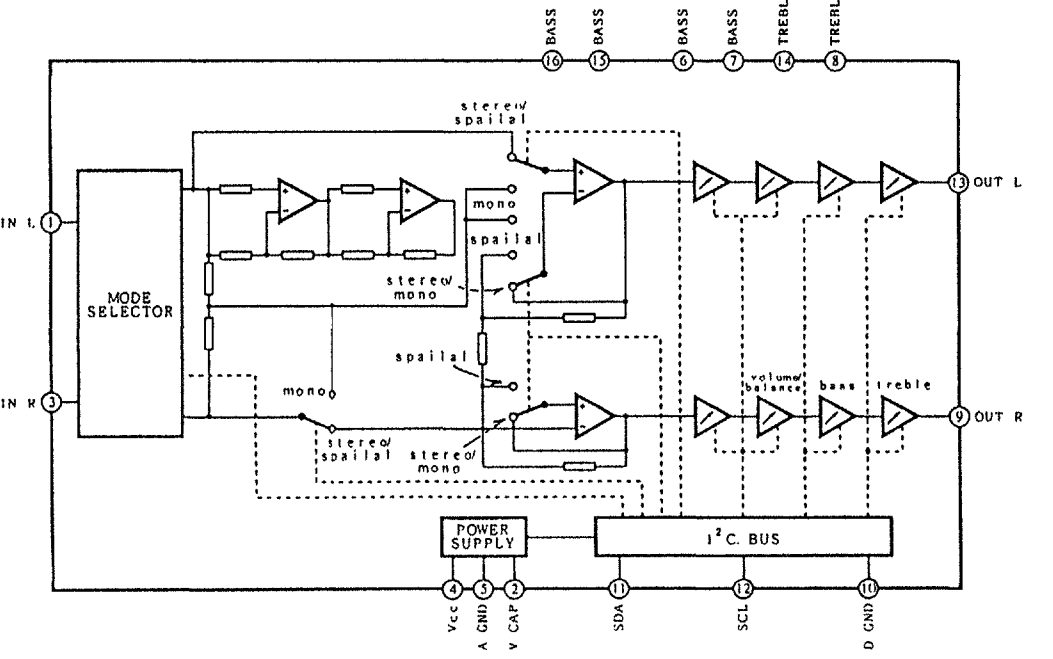 BASS
BASS
BASS
BASS
TREBL
TREBL
16
15
6
7
14
8
stereo/
spailal
mono
spailal
stereo/
mono
IN L
1
MODE
SELECTOR
13
OUT L
spailal
mono
stereo/
spailal
stereo/
mono
volume/
balance
bass
treble
IN R
3
9
OUT R
POWER
SUPPLY
I²C. BUS
4
5
2
11
12
10
Vcc
A GND
V CAP
SDA
SCL
D GND